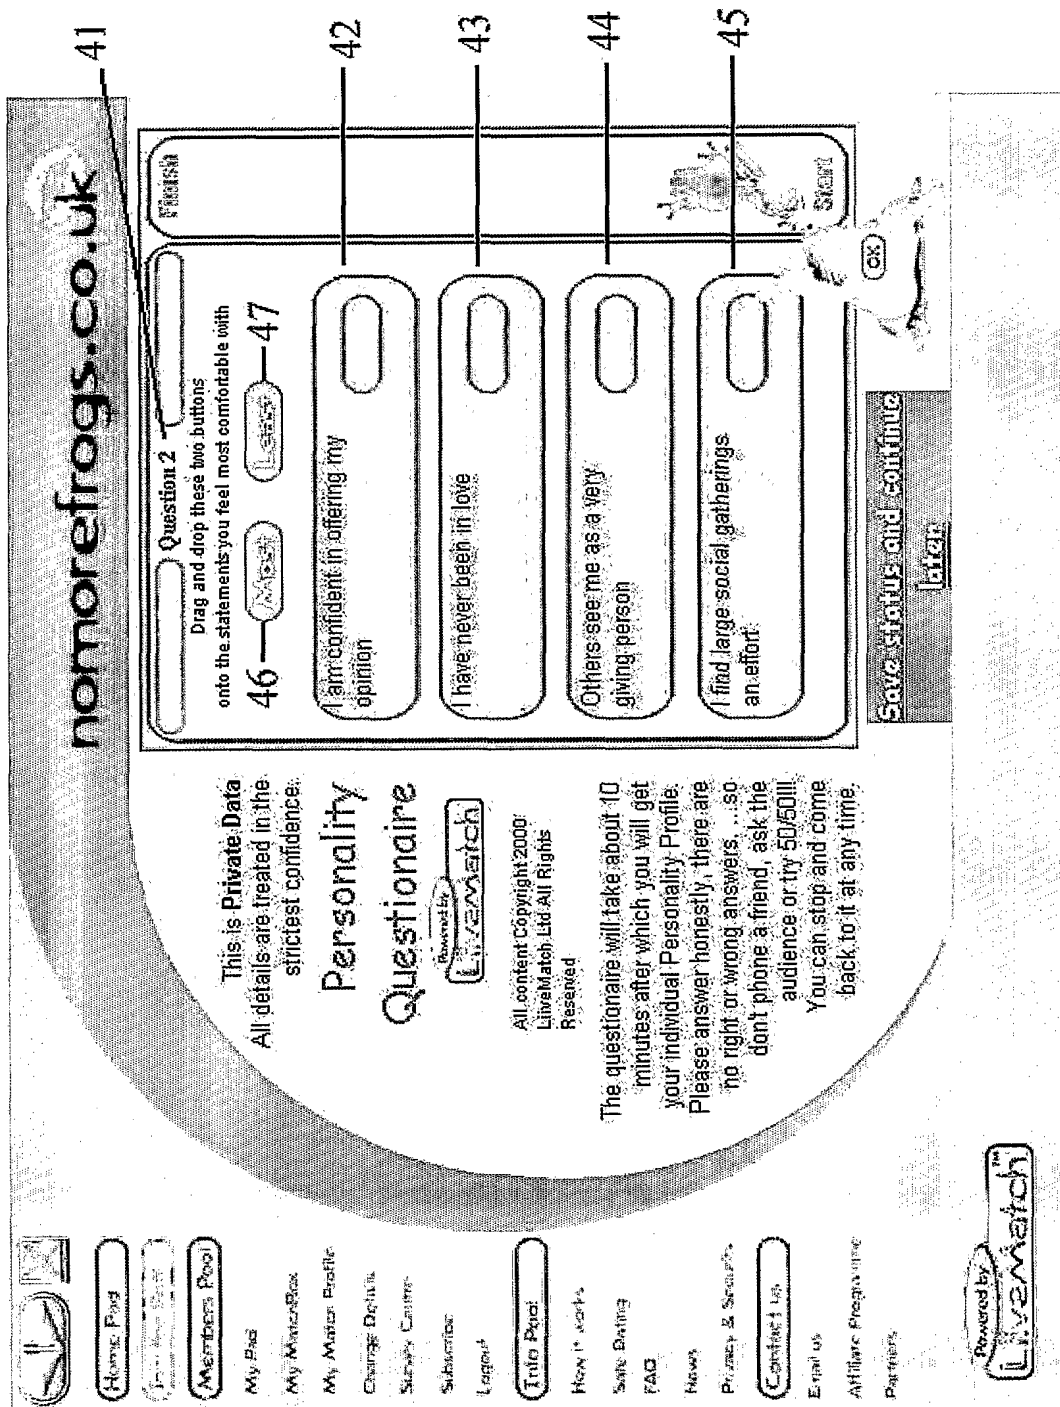 nomorefrogs.co.uk
Home Pad
Members Pool
My Pad
My MatchBox
My Match Profile
Change Details
Survey Centre
Subscribe
Logout
Info Pool
How it works
Safe Dating
FAQ
News
Privacy & Security
Contact us
Email us
Affiliate Programme
Partners
Powered by
LiveMatch™
This is Private Data
All details are treated in the
strictest confidence.
Personality
Questionaire
Powered by
LiveMatch
All content Copyright 2000
LiiveMatch Ltd All Rights
Reserved
The questionaire will take about 10
minutes after which you will get
your individual Personality Profile.
Please answer honestly, there are
no right or wrong answers, ...so
don't phone a friend, ask the
audience or try 50/50!!!
You can stop and come
back to it at any time.
Question 2
41
Drag and drop these two buttons
onto the statements you feel most comfortable with
46
Most
Least
47
I am confident in offering my
opinion
42
I have never been in love
43
Others see me as a very
giving person
44
I find large social gatherings
an effort
45
Finish
Start
OK
Save status and continue
later